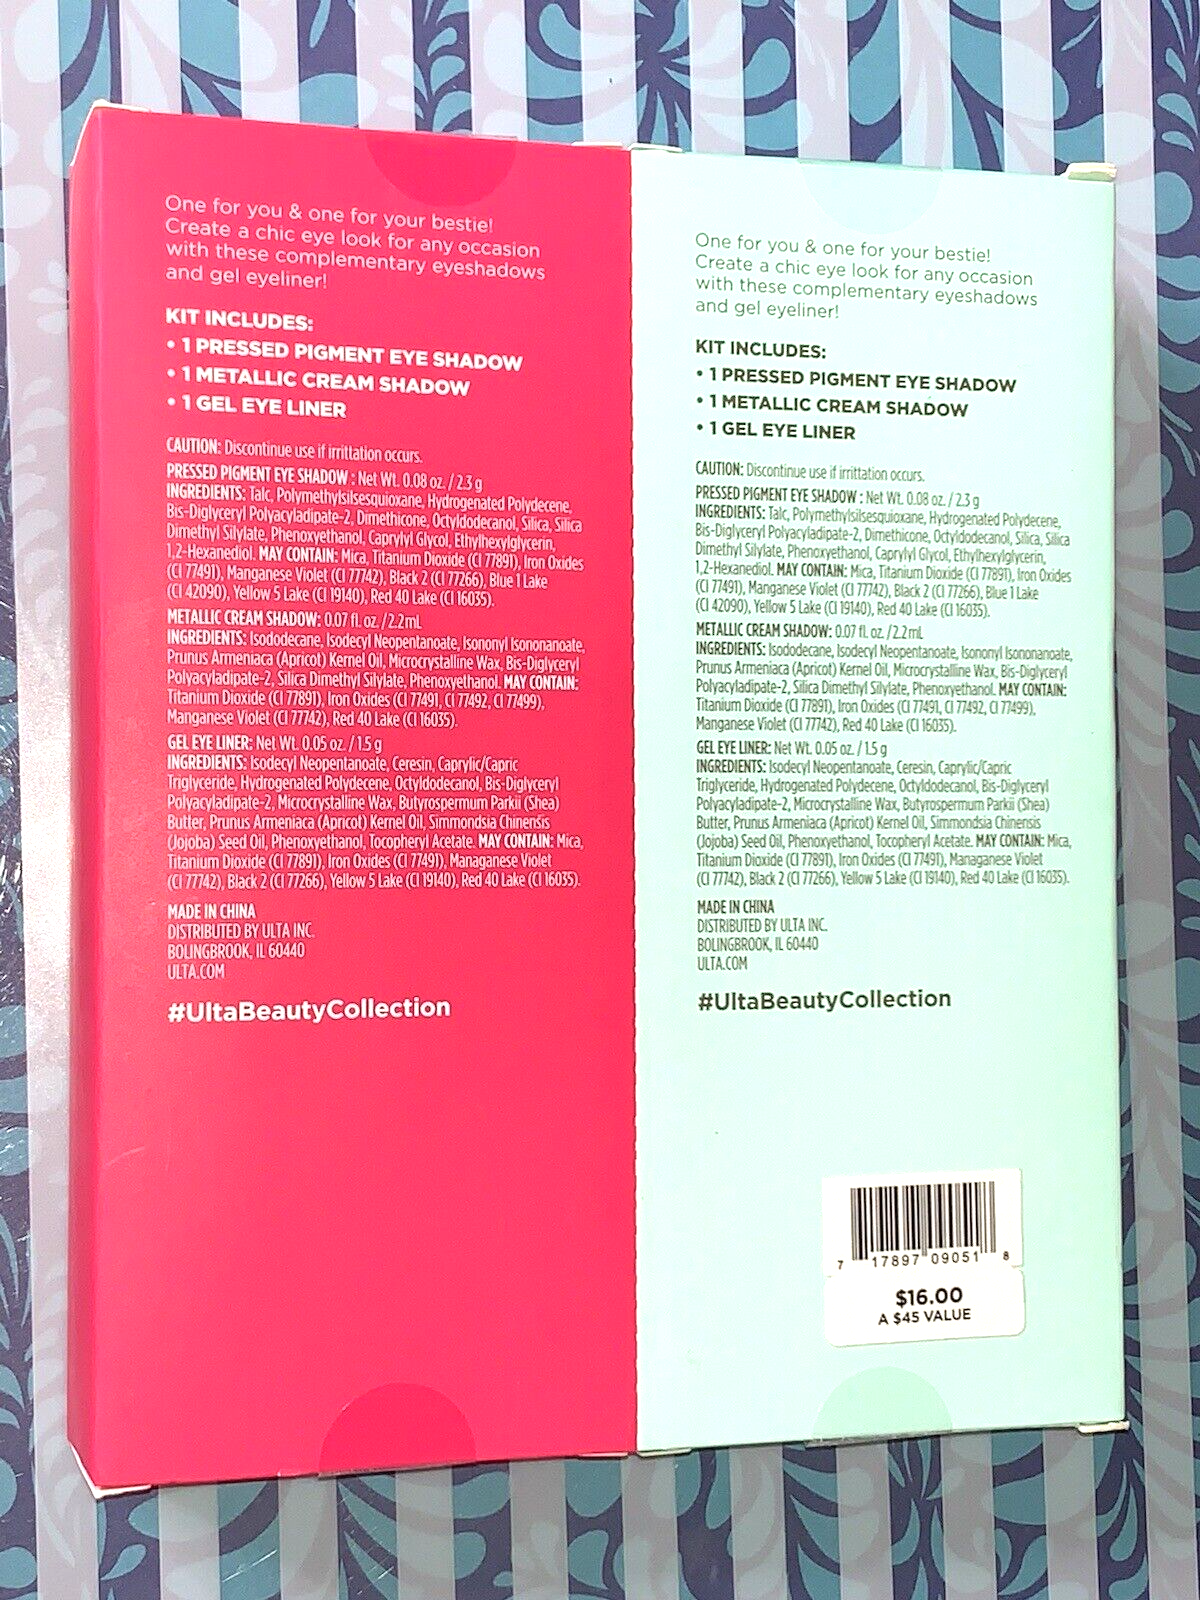 One for you & one for your bestie!
Create a chic eye look for any occasion
with these complementary eyeshadows
and gel eyeliner!
KIT INCLUDES:
• 1 PRESSED PIGMENT EYE SHADOW
• 1 METALLIC CREAM SHADOW
• 1 GEL EYE LINER
CAUTION: Discontinue use if irrittation occurs.
PRESSED PIGMENT EYE SHADOW : Net Wt. 0.08 oz. / 2.3 g
INGREDIENTS: Talc, Polymethylsilsesquioxane, Hydrogenated Polydecene,
Bis-Diglyceryl Polyacyladipate-2, Dimethicone, Octyldodecanol, Silica, Silica
Dimethyl Silylate, Phenoxyethanol, Caprylyl Glycol, Ethylhexylglycerin,
1,2-Hexanediol. MAY CONTAIN: Mica, Titanium Dioxide (CI 77891), Iron Oxides
(CI 77491), Manganese Violet (CI 77742), Black 2 (CI 77266), Blue 1 Lake
(CI 42090), Yellow 5 Lake (CI 19140), Red 40 Lake (CI 16035).
METALLIC CREAM SHADOW: 0.07 fl. oz. / 2.2 mL
INGREDIENTS: Isododecane, Isodecyl Neopentanoate, Isononyl Isononanoate,
Prunus Armeniaca (Apricot) Kernel Oil, Microcrystalline Wax, Bis-Diglyceryl
Polyacyladipate-2, Silica Dimethyl Silylate, Phenoxyethanol. MAY CONTAIN:
Titanium Dioxide (CI 77891), Iron Oxides (CI 77491, CI 77492, CI 77499),
Manganese Violet (CI 77742), Red 40 Lake (CI 16035).
GEL EYE LINER: Net Wt. 0.05 oz. / 1.5 g
INGREDIENTS: Isodecyl Neopentanoate, Ceresin, Caprylic/Capric
Triglyceride, Hydrogenated Polydecene, Octyldodecanol, Bis-Diglyceryl
Polyacyladipate-2, Microcrystalline Wax, Butyrospermum Parkii (Shea)
Butter, Prunus Armeniaca (Apricot) Kernel Oil, Simmondsia Chinensis
(Jojoba) Seed Oil, Phenoxyethanol, Tocopheryl Acetate. MAY CONTAIN: Mica,
Titanium Dioxide (CI 77891), Iron Oxides (CI 77491), Managanese Violet
(CI 77742), Black 2 (CI 77266), Yellow 5 Lake (CI 19140), Red 40 Lake (CI 16035).
MADE IN CHINA
DISTRIBUTED BY ULTA INC.
BOLINGBROOK, IL 60440
ULTA.COM
#UltaBeautyCollection
One for you & one for your bestie!
Create a chic eye look for any occasion
with these complementary eyeshadows
and gel eyeliner!
KIT INCLUDES:
• 1 PRESSED PIGMENT EYE SHADOW
• 1 METALLIC CREAM SHADOW
• 1 GEL EYE LINER
CAUTION: Discontinue use if irrittation occurs.
PRESSED PIGMENT EYE SHADOW : Net Wt. 0.08 oz. / 2.3 g
INGREDIENTS: Talc, Polymethylsilsesquioxane, Hydrogenated Polydecene,
Bis-Diglyceryl Polyacyladipate-2, Dimethicone, Octyldodecanol, Silica, Silica
Dimethyl Silylate, Phenoxyethanol, Caprylyl Glycol, Ethylhexylglycerin,
1,2-Hexanediol. MAY CONTAIN: Mica, Titanium Dioxide (CI 77891), Iron Oxides
(CI 77491), Manganese Violet (CI 77742), Black 2 (CI 77266), Blue 1 Lake
(CI 42090), Yellow 5 Lake (CI 19140), Red 40 Lake (CI 16035).
METALLIC CREAM SHADOW: 0.07 fl. oz. / 2.2 mL
INGREDIENTS: Isododecane, Isodecyl Neopentanoate, Isononyl Isononanoate,
Prunus Armeniaca (Apricot) Kernel Oil, Microcrystalline Wax, Bis-Diglyceryl
Polyacyladipate-2, Silica Dimethyl Silylate, Phenoxyethanol. MAY CONTAIN:
Titanium Dioxide (CI 77891), Iron Oxides (CI 77491, CI 77492, CI 77499),
Manganese Violet (CI 77742), Red 40 Lake (CI 16035).
GEL EYE LINER: Net Wt. 0.05 oz. / 1.5 g
INGREDIENTS: Isodecyl Neopentanoate, Ceresin, Caprylic/Capric
Triglyceride, Hydrogenated Polydecene, Octyldodecanol, Bis-Diglyceryl
Polyacyladipate-2, Microcrystalline Wax, Butyrospermum Parkii (Shea)
Butter, Prunus Armeniaca (Apricot) Kernel Oil, Simmondsia Chinensis
(Jojoba) Seed Oil, Phenoxyethanol, Tocopheryl Acetate. MAY CONTAIN: Mica,
Titanium Dioxide (CI 77891), Iron Oxides (CI 77491), Managanese Violet
(CI 77742), Black 2 (CI 77266), Yellow 5 Lake (CI 19140), Red 40 Lake (CI 16035).
MADE IN CHINA
DISTRIBUTED BY ULTA INC.
BOLINGBROOK, IL 60440
ULTA.COM
#UltaBeautyCollection
7 17897 09051 8
$16.00
A $45 VALUE